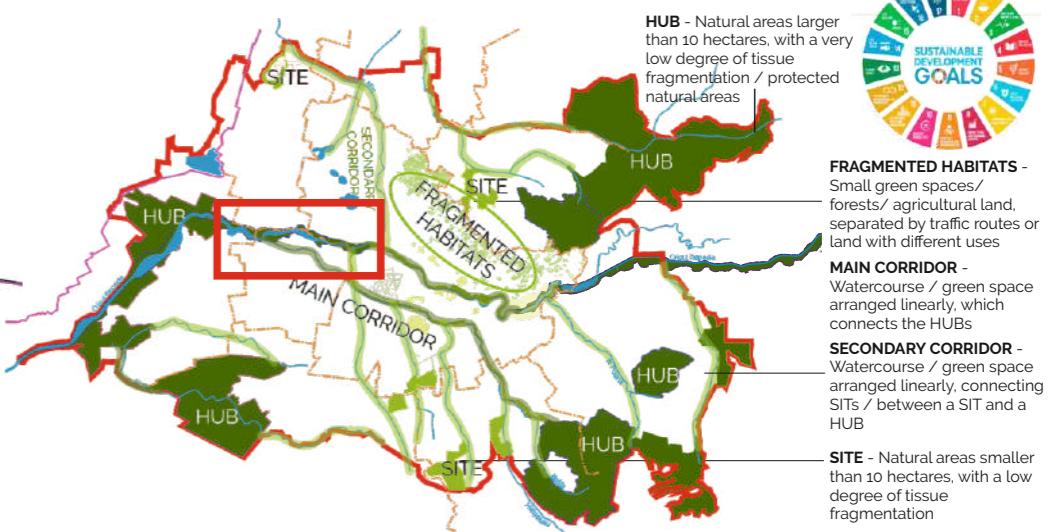 HUB - Natural areas larger
than 10 hectares, with a very
low degree of tissue
fragmentation / protected
natural areas
SUSTAINABLE
DEVELOPMENT
GOALS
FRAGMENTED HABITATS -
Small green spaces/
forests/ agricultural land,
separated by traffic routes or
land with different uses
MAIN CORRIDOR -
Watercourse / green space
arranged linearly, which
connects the HUBs
SECONDARY CORRIDOR -
Watercourse / green space
arranged linearly, connecting
SITs / between a SIT and a
HUB
SITE - Natural areas smaller
than 10 hectares, with a low
degree of tissue
fragmentation
SITE
SECONDARY
CORRIDOR
HUB
SITE
FRAGMENTED
HABITATS
HUB
MAIN CORRIDOR
HUB
HUB
HUB
SITE